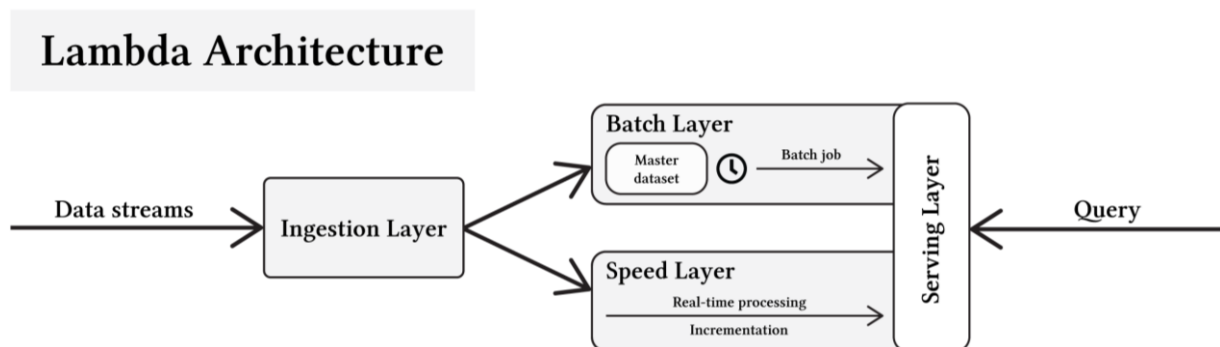 Lambda Architecture
Data streams
Ingestion Layer
Batch Layer
Master
dataset
Batch job
Speed Layer
Real-time processing
Incrementation
Serving Layer
Query